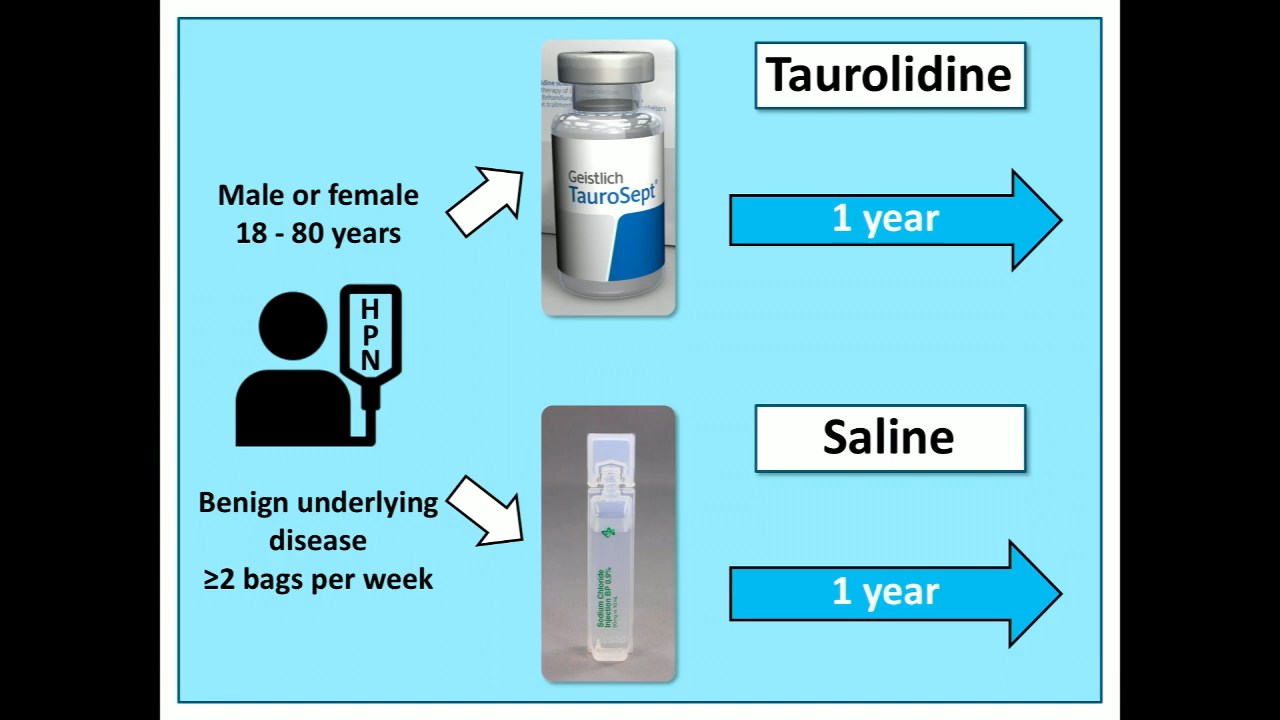 Taurolidine
Geistlich
TauroSept®
Male or female
18 - 80 years
1 year
H
P
N
Saline
Benign underlying
disease
≥2 bags per week
Sodium Chloride
Injection BP 0.9%
1 year